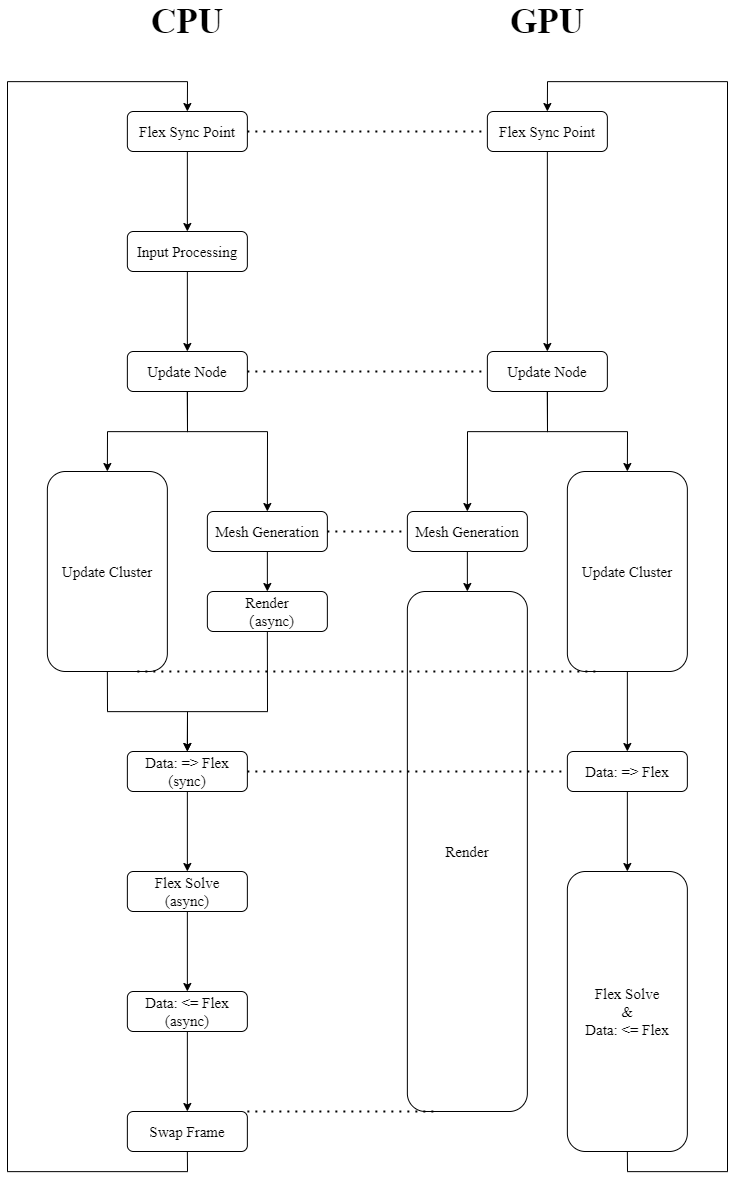 CPU
GPU
Flex Sync Point
Flex Sync Point
Input Processing
Update Node
Update Node
Update Cluster
Mesh Generation
Mesh Generation
Update Cluster
Render
(async)
Data: => Flex
(sync)
Data: => Flex
Render
Flex Solve
(async)
Data: <= Flex
(async)
Flex Solve
&
Data: <= Flex
Swap Frame